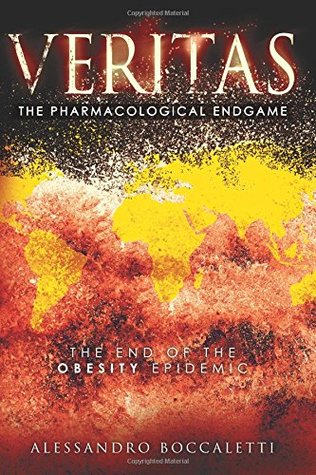 VERITAS
THE PHARMACOLOGICAL ENDGAME
THE END OF THE
OBESITY EPIDEMIC
ALESSANDRO BOCCALETTI